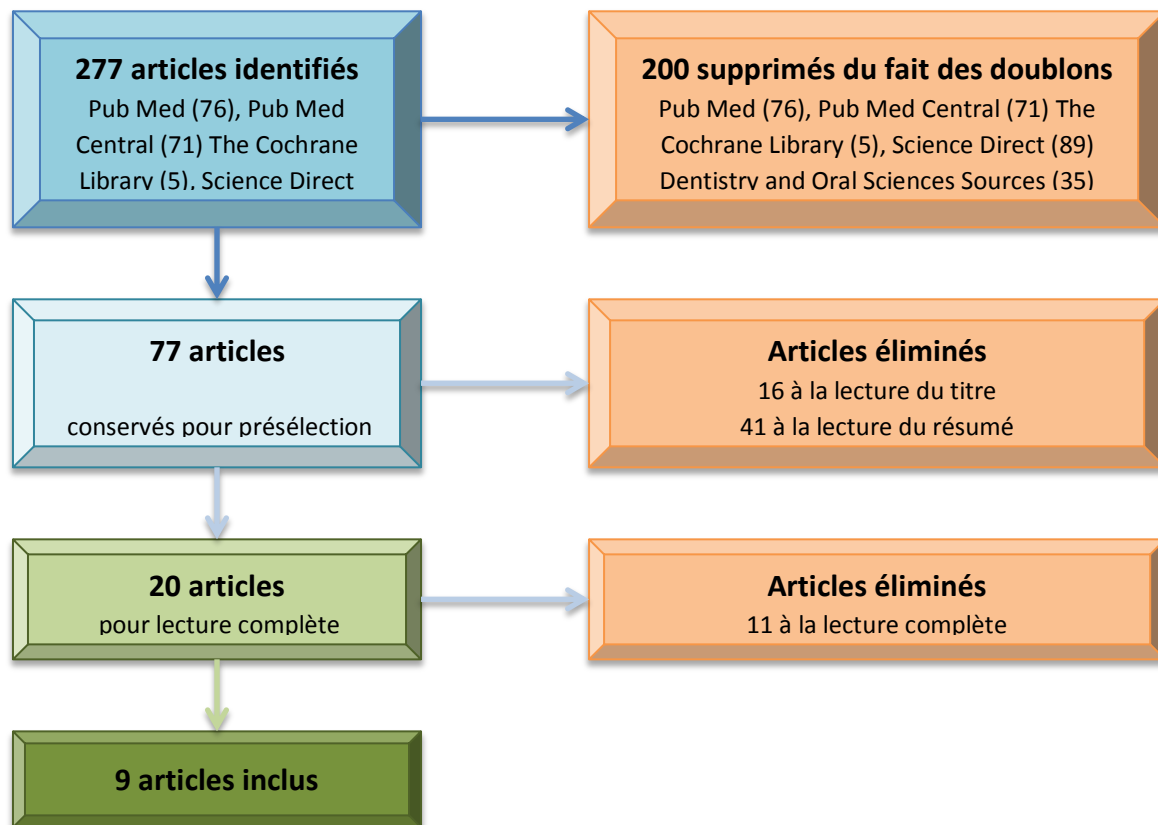 277 articles identifiés
Pub Med (76), Pub Med
Central (71) The Cochrane
Library (5), Science Direct
200 supprimés du fait des doublons
Pub Med (76), Pub Med Central (71) The
Cochrane Library (5), Science Direct (89)
Dentistry and Oral Sciences Sources (35)
77 articles
conservés pour présélection
Articles éliminés
16 à la lecture du titre
41 à la lecture du résumé
20 articles
pour lecture complète
Articles éliminés
11 à la lecture complète
9 articles inclus